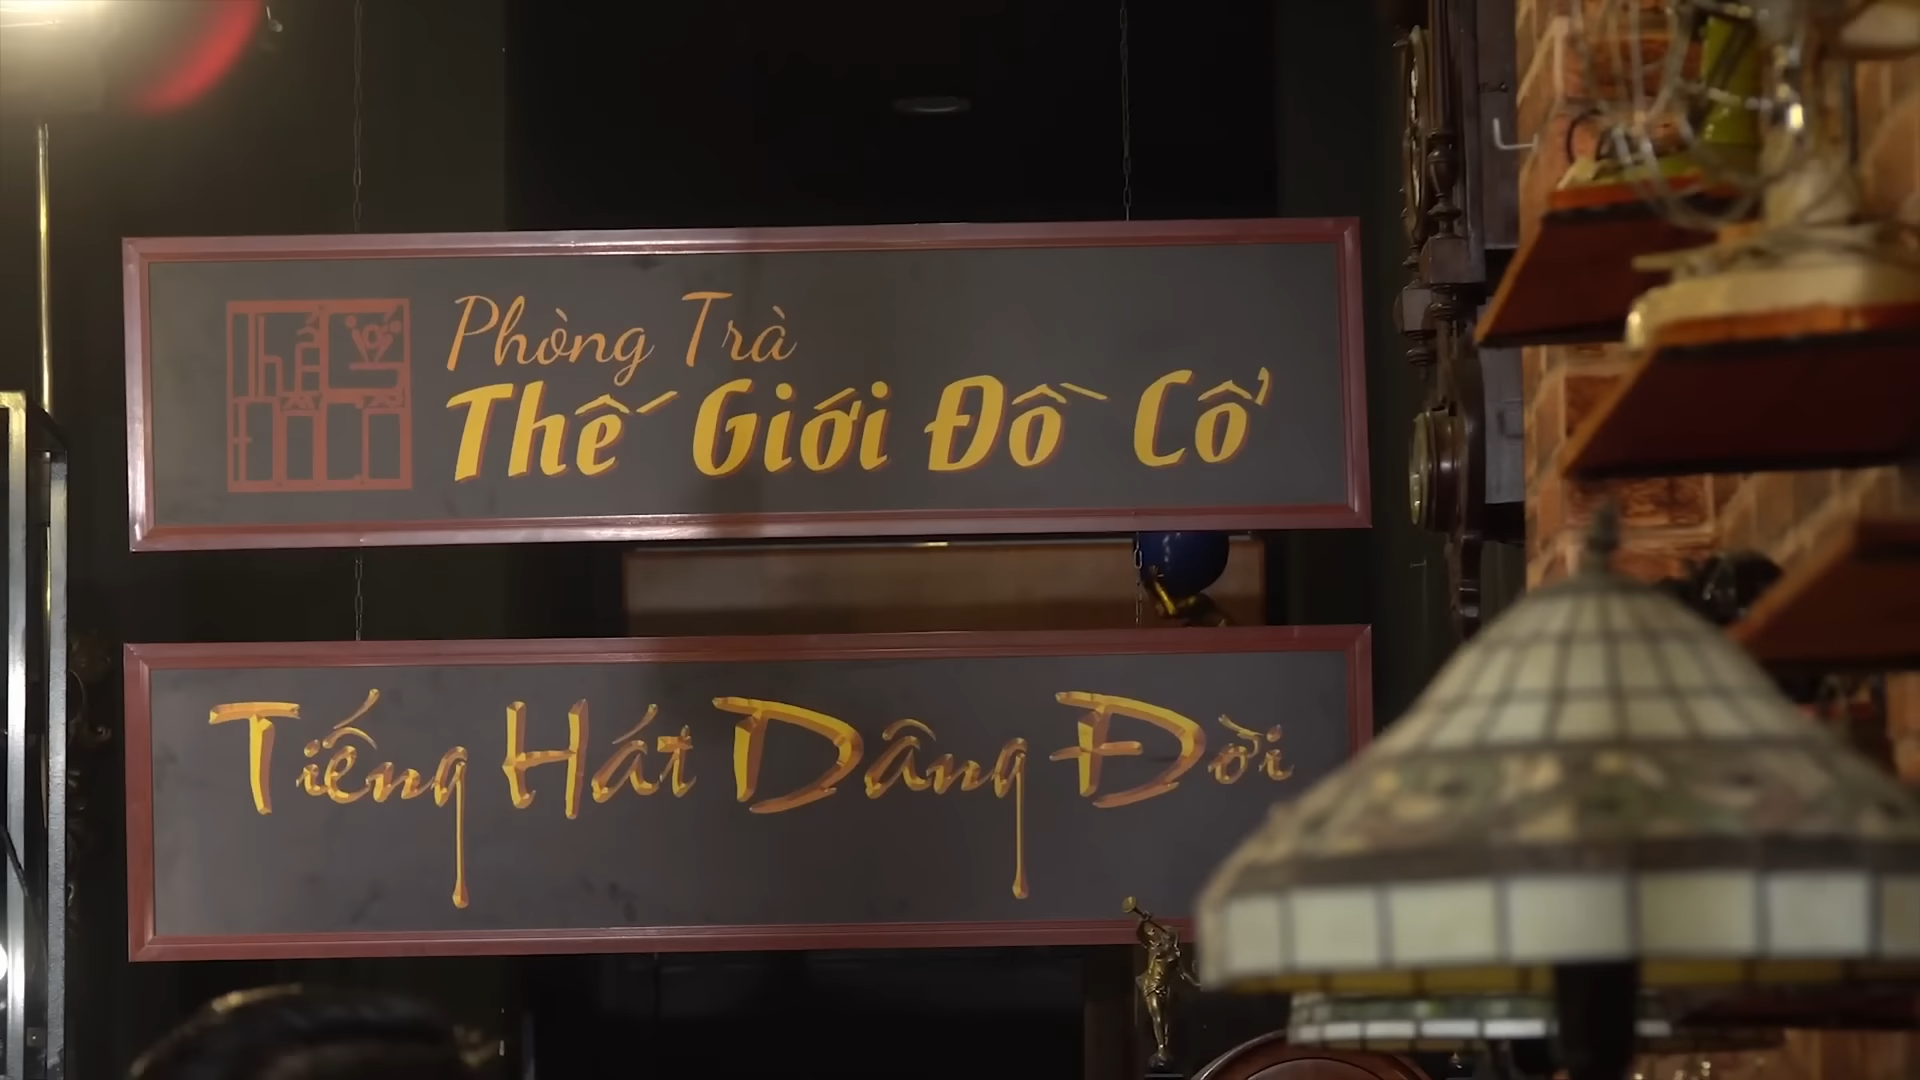 Phòng Trà
Thế Giới Đồ Cổ
Tiếng Hát Dâng Đời